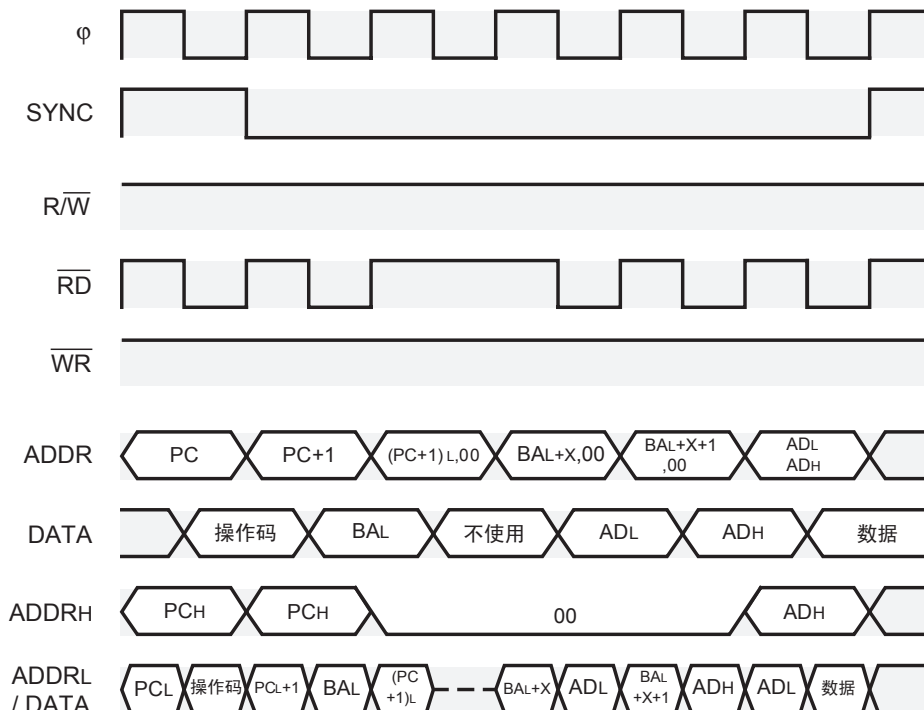 φ
SYNC
R/W̅
R̅D̅
W̅R̅
ADDR PC PC+1 (PC+1) L,00 BAL+X,00 BAL+X+1 ,00 ADL ADH
DATA 操作码 BAL 不使用 ADL ADH 数据
ADDRH PCH PCH 00 ADH
ADDRL / DATA PCL 操作码 PCL+1 BAL (PC +1)L BAL+X ADL BAL +X+1 ADH ADL 数据